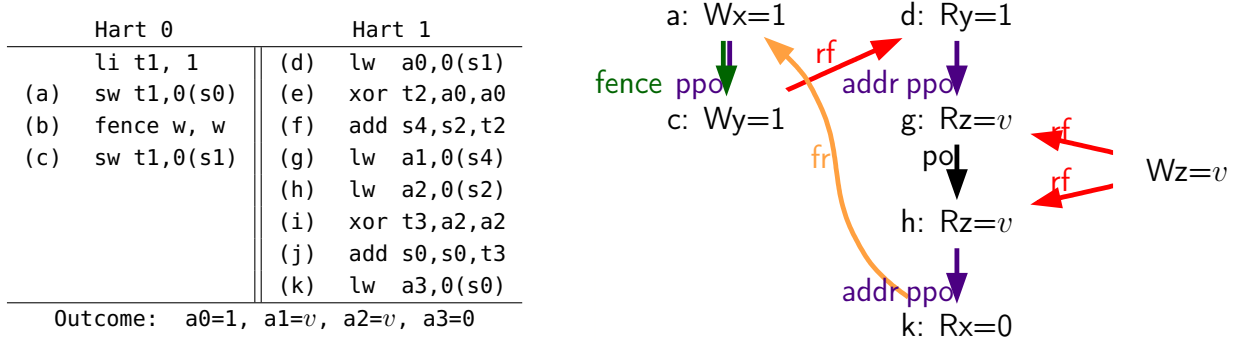 Hart 0 Hart 1
li t1, 1 (d) lw a0,0(s1)
(a) sw t1,0(s0) (e) xor t2,a0,a0
(b) fence w, w (f) add s4,s2,t2
(c) sw t1,0(s1) (g) lw a1,0(s4)
(h) lw a2,0(s2)
(i) xor t3,a2,a2
(j) add s0,s0,t3
(k) lw a3,0(s0)
Outcome: a0=1, a1=v, a2=v, a3=0
a: Wx=1 d: Ry=1
rf
fence ppo addr ppo
c: Wy=1 g: Rz=v
rf
fr po Wz=v
rf
h: Rz=v
addr ppo
k: Rx=0